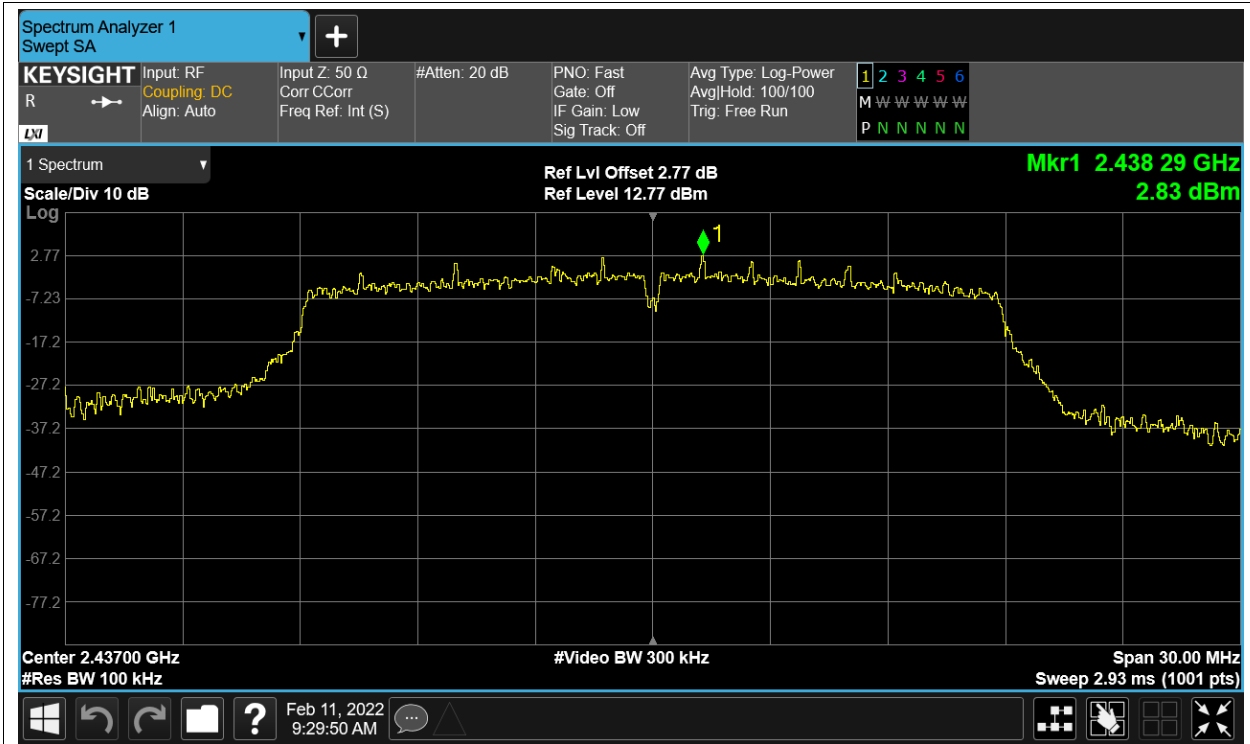 Spectrum Analyzer 1
Swept SA
KEYSIGHT
R
LXI
Input: RF
Coupling: DC
Align: Auto
Input Z: 50 Ω
Corr CCorr
Freq Ref: Int (S)
#Atten: 20 dB
PNO: Fast
Gate: Off
IF Gain: Low
Sig Track: Off
Avg Type: Log-Power
Avg|Hold: 100/100
Trig: Free Run
1 2 3 4 5 6
M W W W W W
P N N N N N
1 Spectrum
Scale/Div 10 dB
Log
Ref Lvl Offset 2.77 dB
Ref Level 12.77 dBm
Mkr1 2.438 29 GHz
2.83 dBm
1
2.77
-7.23
-17.2
-27.2
-37.2
-47.2
-57.2
-67.2
-77.2
Center 2.43700 GHz
#Res BW 100 kHz
#Video BW 300 kHz
Span 30.00 MHz
Sweep 2.93 ms (1001 pts)
?
Feb 11, 2022
9:29:50 AM